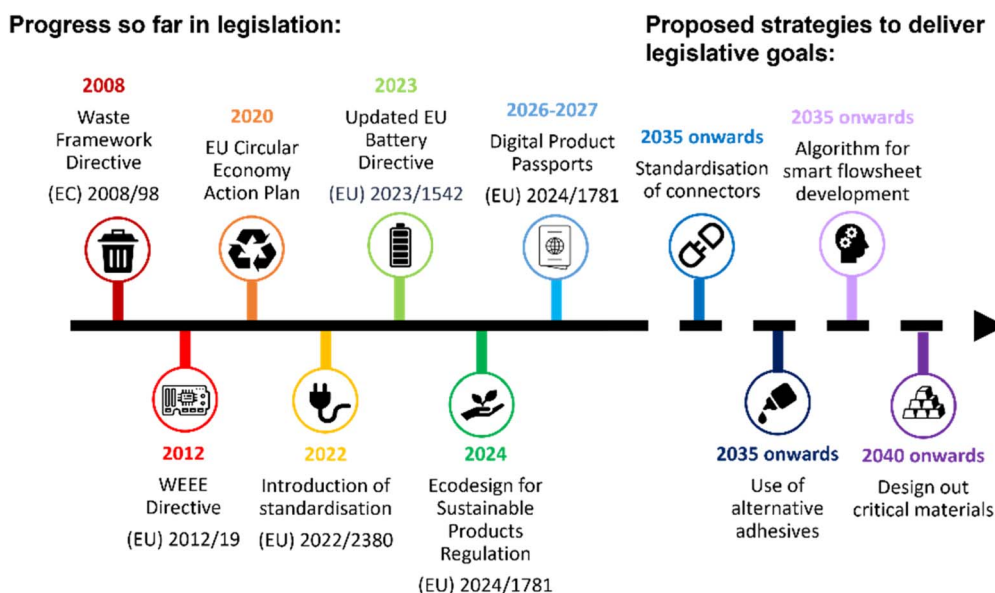 Progress so far in legislation:
Proposed strategies to deliver
legislative goals:
2008
Waste
Framework
Directive
(EC) 2008/98
2020
EU Circular
Economy
Action Plan
2023
Updated EU
Battery
Directive
(EU) 2023/1542
2026-2027
Digital Product
Passports
(EU) 2024/1781
2035 onwards
Standardisation
of connectors
2035 onwards
Algorithm for
smart flowsheet
development
2012
WEEE
Directive
(EU) 2012/19
2022
Introduction of
standardisation
(EU) 2022/2380
2024
Ecodesign for
Sustainable
Products
Regulation
(EU) 2024/1781
2035 onwards
Use of
alternative
adhesives
2040 onwards
Design out
critical materials